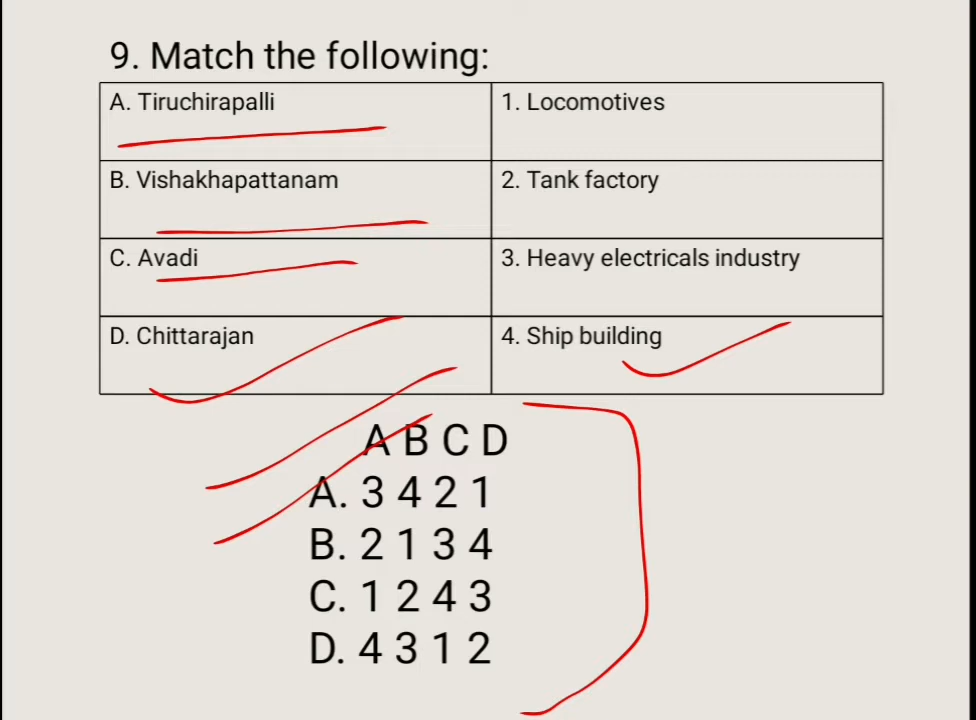 9. Match the following:
A. Tiruchirapalli
1. Locomotives
B. Vishakhapattanam
2. Tank factory
C. Avadi
3. Heavy electricals industry
D. Chittarajan
4. Ship building
A B C D
A. 3 4 2 1
B. 2 1 3 4
C. 1 2 4 3
D. 4 3 1 2